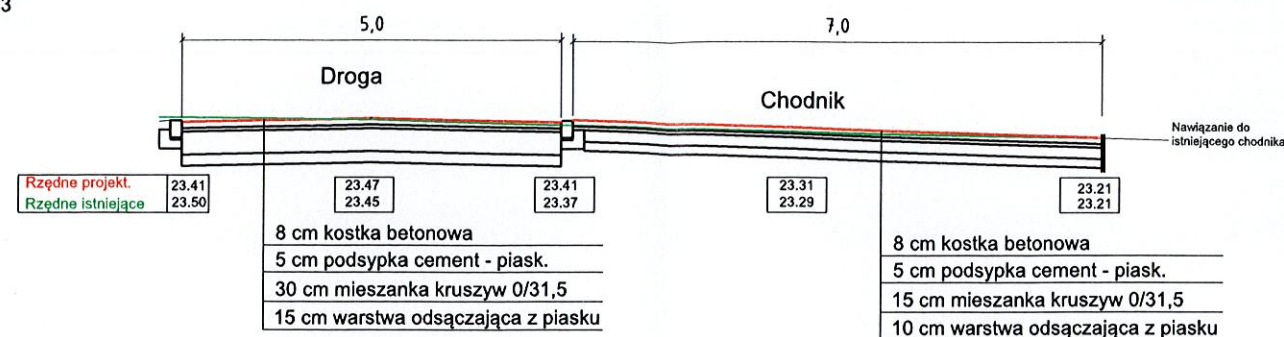 3
5,0
7,0
Droga
Chodnik
Nawiązanie do
istniejącego chodnika
Rzędne projekt. 23.41 23.47 23.41 23.31 23.21
Rzędne istniejące 23.50 23.45 23.37 23.29 23.21
8 cm kostka betonowa
5 cm podsypka cement - piask.
30 cm mieszanka kruszyw 0/31,5
15 cm warstwa odsączająca z piasku
8 cm kostka betonowa
5 cm podsypka cement - piask.
15 cm mieszanka kruszyw 0/31,5
10 cm warstwa odsączająca z piasku